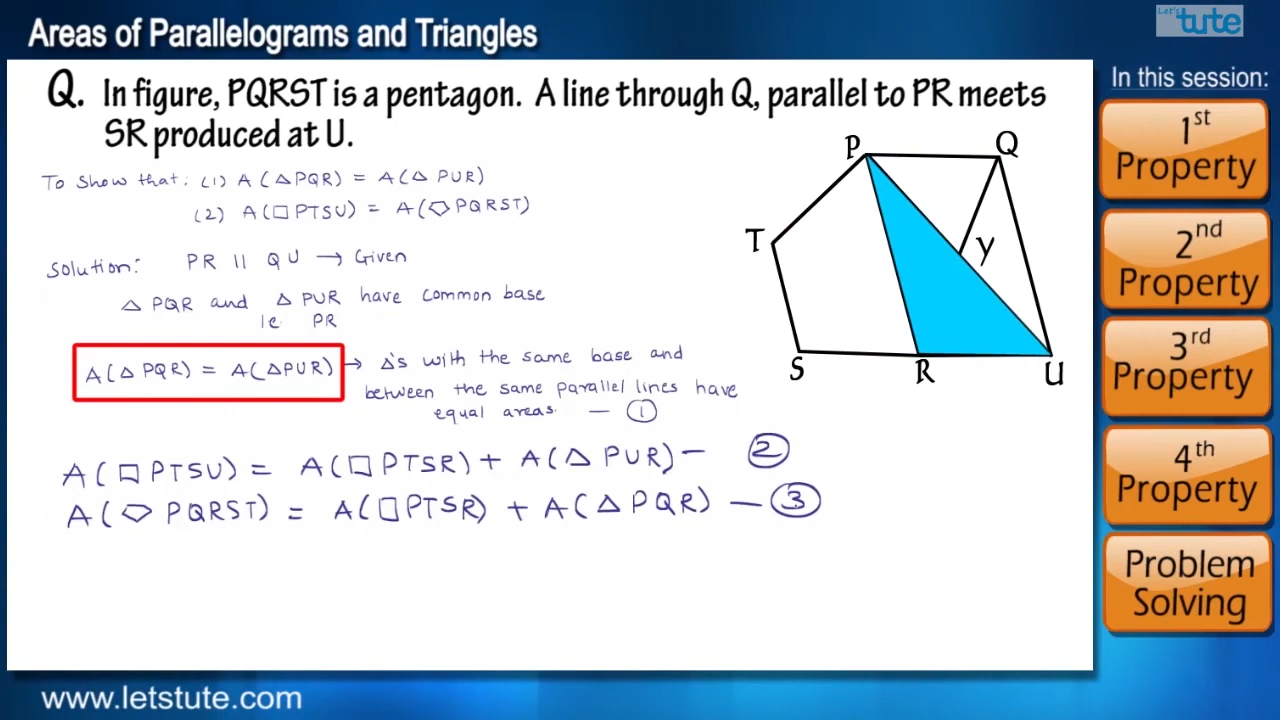 Areas of Parallelograms and Triangles
Let's tute
Q. In figure, PQRST is a pentagon. A line through Q, parallel to PR meets
SR produced at U.
To show that: (1) A (△PQR) = A(△ PUR)
(2) A(□PTSU) = A(⬠PQRST)
Solution: PR || QU → Given
△ PQR and △ PUR have common base
ie. PR
A(△ PQR) = A(△PUR) → △'s with the same base and
between the same parallel lines have
equal areas. — ①
A(□PTSU) = A(□PTSR) + A(△ PUR) — ②
A(⬠ PQRST) = A(□PTSR) + A(△ PQR) — ③
P
Q
T
y
S
R
U
In this session:
1st
Property
2nd
Property
3rd
Property
4th
Property
Problem
Solving
www.letstute.com